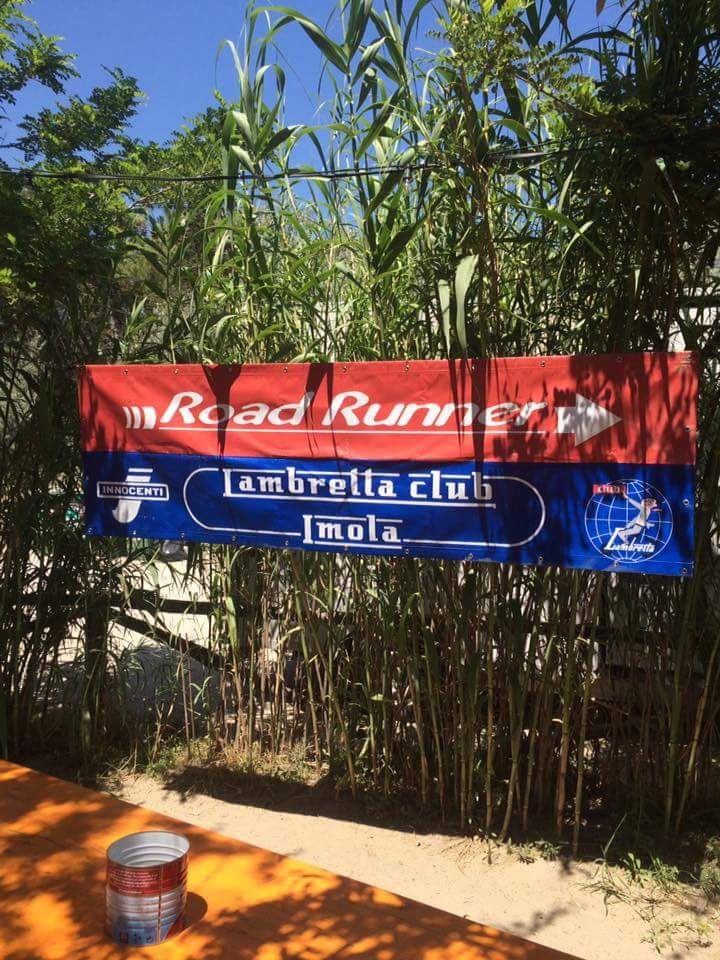 Road Runner
INNOCENTI
Lambretta club
Imola
Lambretta